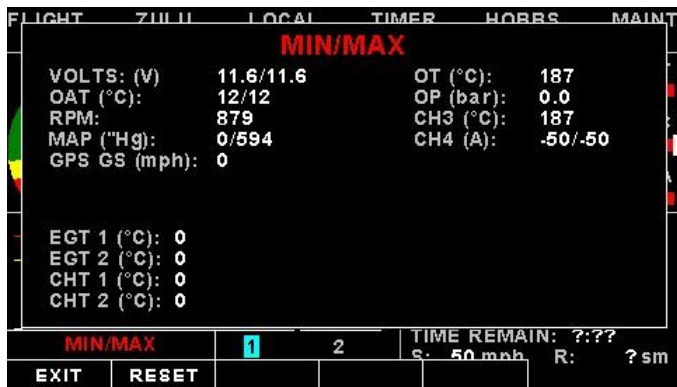 FLIGHT ZULU LOCAL TIMER HOBBS MAINT
MIN/MAX
VOLTS: (V) 11.6/11.6 OT (°C): 187
OAT (°C): 12/12 OP (bar): 0.0
RPM: 879 CH3 (°C): 187
MAP ("Hg): 0/594 CH4 (A): -50/-50
GPS GS (mph): 0
EGT 1 (°C): 0
EGT 2 (°C): 0
CHT 1 (°C): 0
CHT 2 (°C): 0
MIN/MAX 1 2 TIME REMAIN: ?:??
S: 50 mph R: ? sm
EXIT RESET